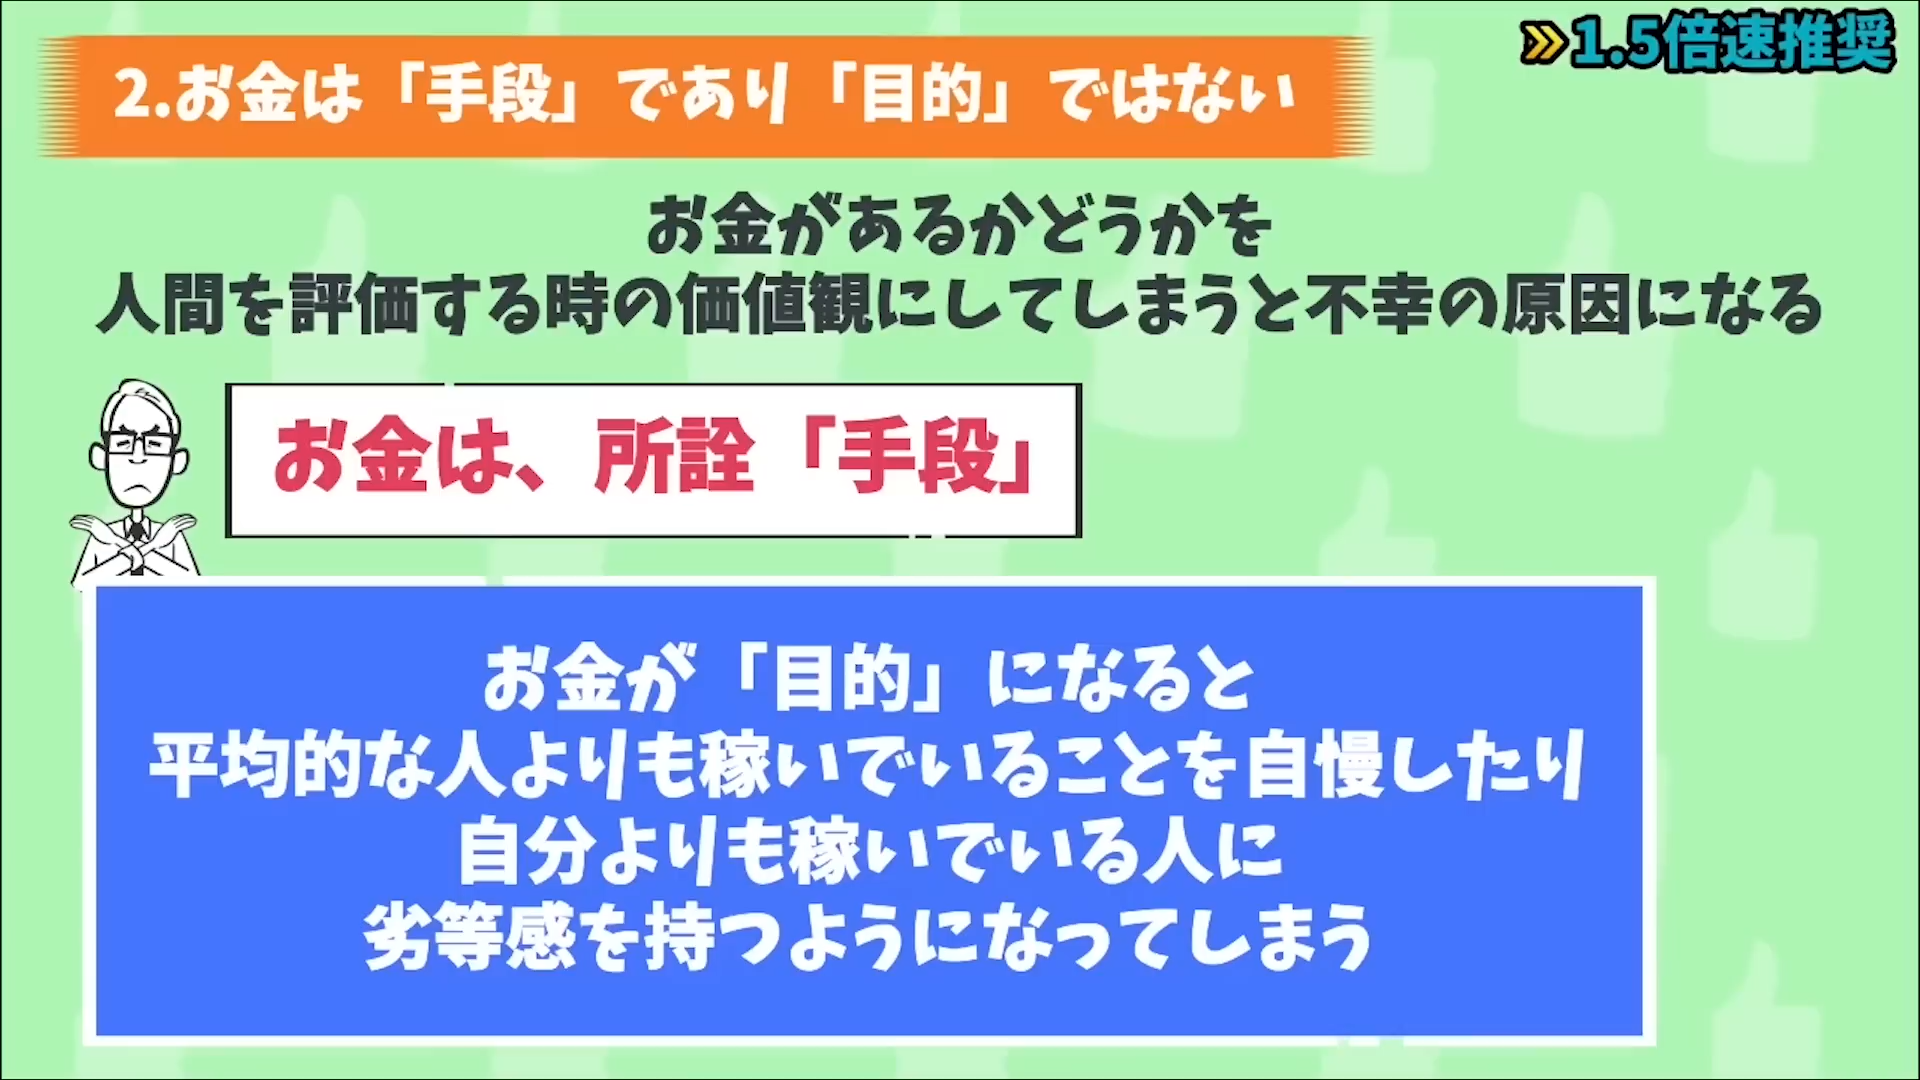 1.5倍速推奨
2.お金は「手段」であり「目的」ではない
お金があるかどうかを
人間を評価する時の価値観にしてしまうと不幸の原因になる
お金は、所詮「手段」
お金が「目的」になると
平均的な人よりも稼いでいることを自慢したり
自分よりも稼いでいる人に
劣等感を持つようになってしまう